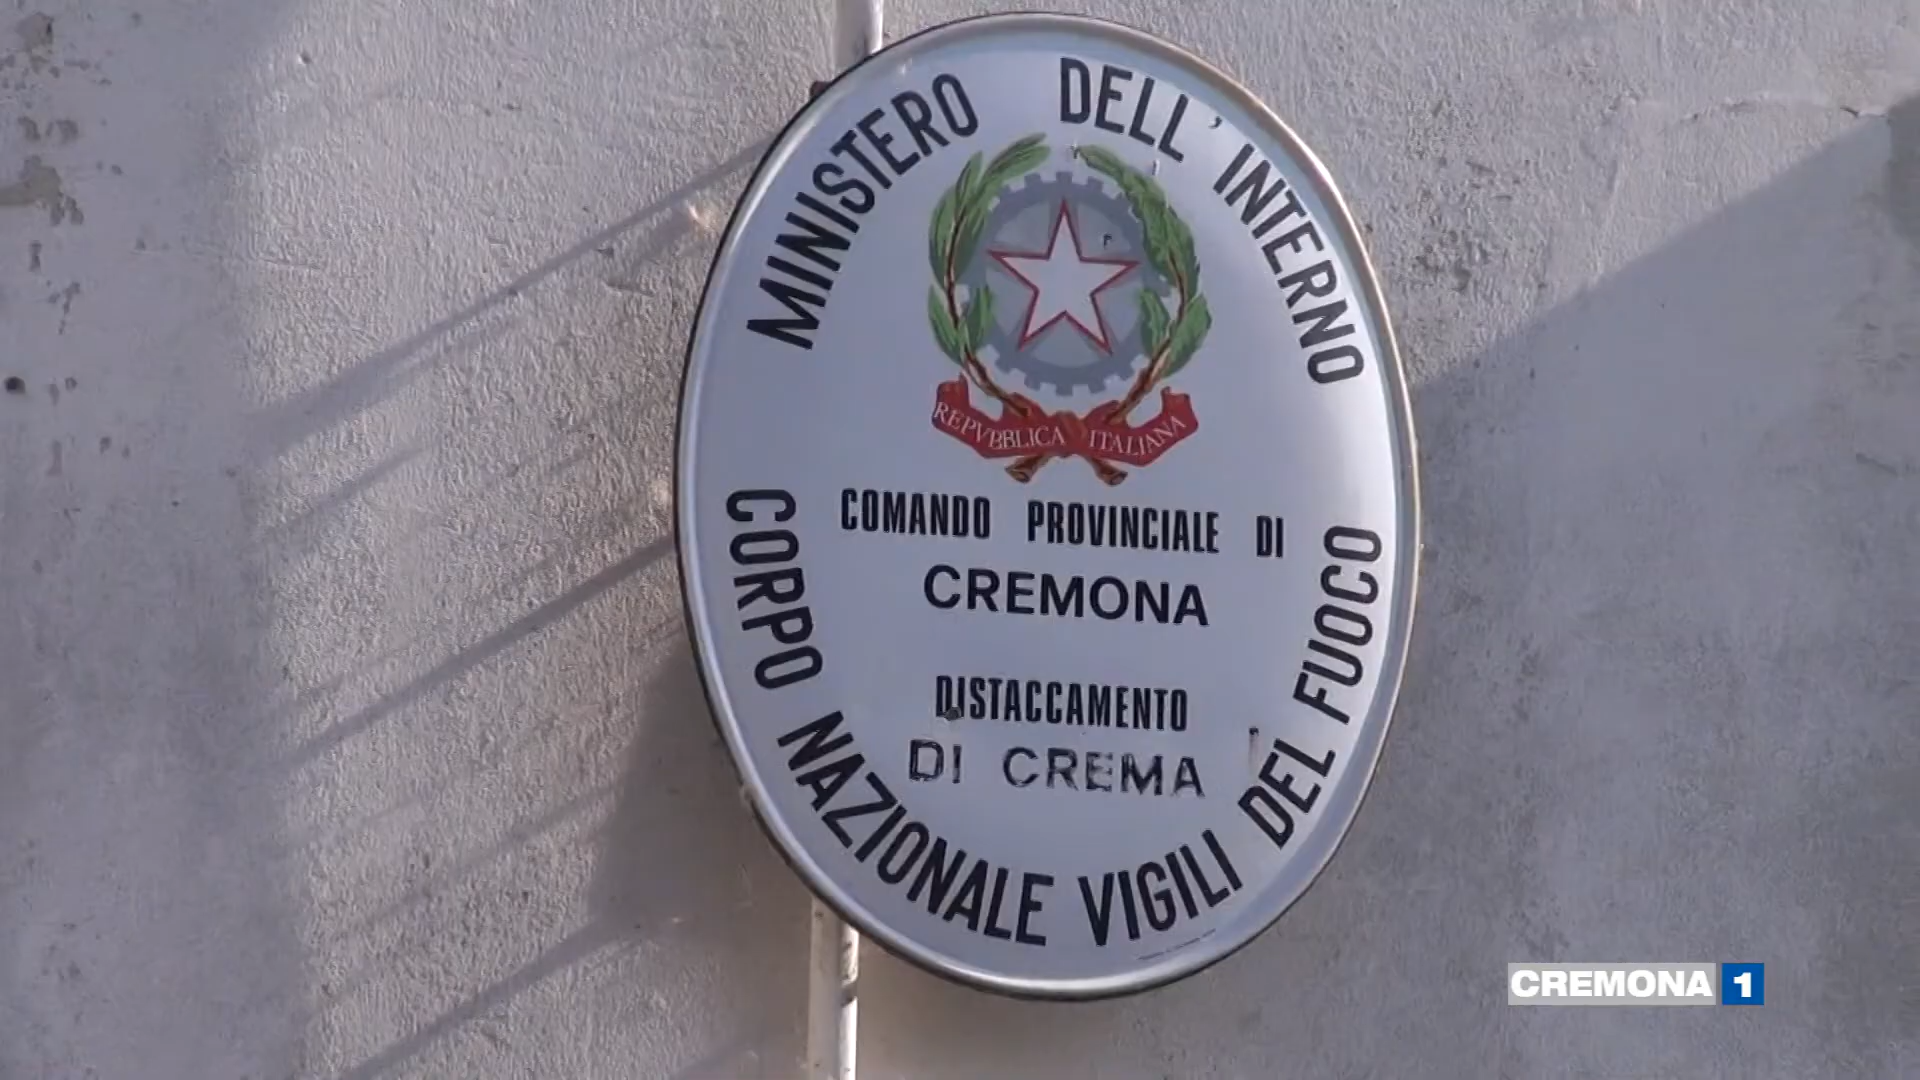 MINISTERO DELL'INTERNO
REPVBBLICA ITALIANA
COMANDO PROVINCIALE DI
CREMONA
DISTACCAMENTO
DI CREMA
CORPO NAZIONALE VIGILI DEL FUOCO
CREMONA 1